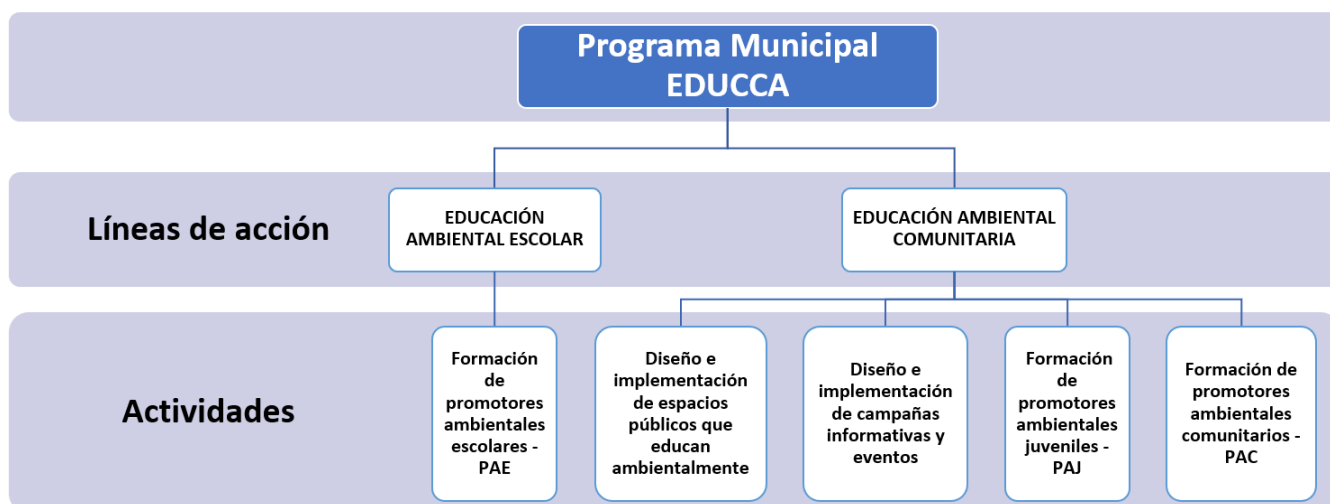 Programa Municipal
EDUCCA
Líneas de acción
EDUCACIÓN
AMBIENTAL ESCOLAR
EDUCACIÓN AMBIENTAL
COMUNITARIA
Actividades
Formación
de
promotores
ambientales
escolares -
PAE
Diseño e
implementación
de espacios
públicos que
educan
ambientalmente
Diseño e
implementación
de campañas
informativas y
eventos
Formación
de
promotores
ambientales
juveniles -
PAJ
Formación de
promotores
ambientales
comunitarios -
PAC